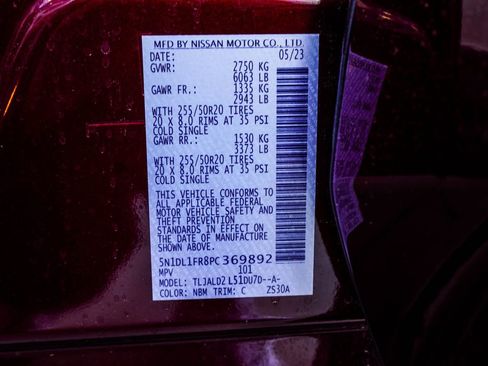 MFD BY NISSAN MOTOR CO., LTD.
DATE: 05/23
GVWR: 2750 KG
6063 LB
GAWR FR.: 1335 KG
2943 LB
WITH 255/50R20 TIRES
20 X 8.0 RIMS AT 35 PSI
COLD SINGLE
GAWR RR.: 1530 KG
3373 LB
WITH 255/50R20 TIRES
20 X 8.0 RIMS AT 35 PSI
COLD SINGLE
THIS VEHICLE CONFORMS TO
ALL APPLICABLE FEDERAL
MOTOR VEHICLE SAFETY AND
THEFT PREVENTION
STANDARDS IN EFFECT ON
THE DATE OF MANUFACTURE
SHOWN ABOVE.
5N1DL1FR8PC369892
MPV 101
MODEL: TLJALDZ L51DU7D--A-
COLOR: NBM TRIM: C ZS30A